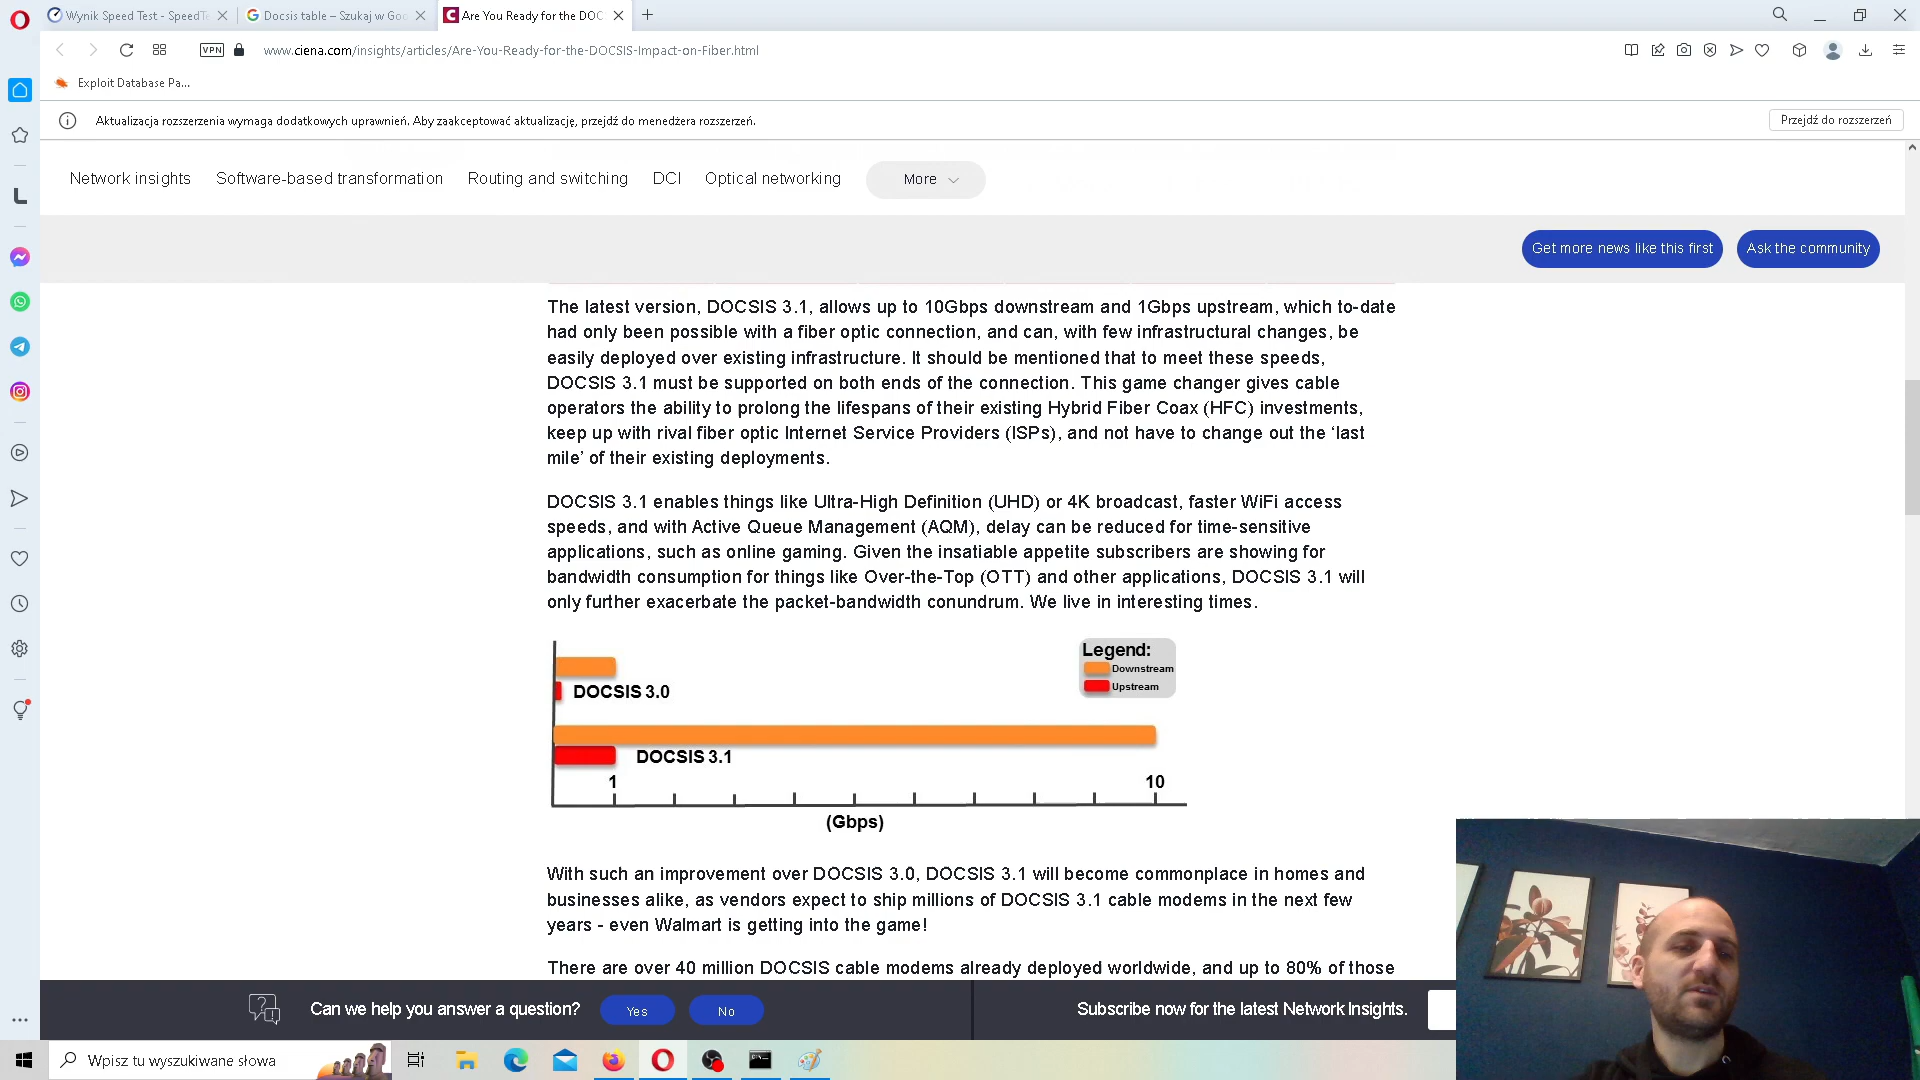 Wynik Speed Test - SpeedT
Docsis table – Szukaj w Goo
Are You Ready for the DOC
VPN
www.ciena.com/insights/articles/Are-You-Ready-for-the-DOCSIS-Impact-on-Fiber.html
Exploit Database Pa...
Aktualizacja rozszerzenia wymaga dodatkowych uprawnień. Aby zaakceptować aktualizację, przejdź do menedżera rozszerzeń.
Przejdź do rozszerzeń
Network insights
Software-based transformation
Routing and switching
DCI
Optical networking
More
Get more news like this first
Ask the community
The latest version, DOCSIS 3.1, allows up to 10Gbps downstream and 1Gbps upstream, which to-date
had only been possible with a fiber optic connection, and can, with few infrastructural changes, be
easily deployed over existing infrastructure. It should be mentioned that to meet these speeds,
DOCSIS 3.1 must be supported on both ends of the connection. This game changer gives cable
operators the ability to prolong the lifespans of their existing Hybrid Fiber Coax (HFC) investments,
keep up with rival fiber optic Internet Service Providers (ISPs), and not have to change out the ‘last
mile’ of their existing deployments.
DOCSIS 3.1 enables things like Ultra-High Definition (UHD) or 4K broadcast, faster WiFi access
speeds, and with Active Queue Management (AQM), delay can be reduced for time-sensitive
applications, such as online gaming. Given the insatiable appetite subscribers are showing for
bandwidth consumption for things like Over-the-Top (OTT) and other applications, DOCSIS 3.1 will
only further exacerbate the packet-bandwidth conundrum. We live in interesting times.
Legend:
Downstream
Upstream
DOCSIS 3.0
DOCSIS 3.1
1
10
(Gbps)
With such an improvement over DOCSIS 3.0, DOCSIS 3.1 will become commonplace in homes and
businesses alike, as vendors expect to ship millions of DOCSIS 3.1 cable modems in the next few
years - even Walmart is getting into the game!
There are over 40 million DOCSIS cable modems already deployed worldwide, and up to 80% of those
Can we help you answer a question?
Yes
No
Subscribe now for the latest Network Insights.
Wpisz tu wyszukiwane słowa